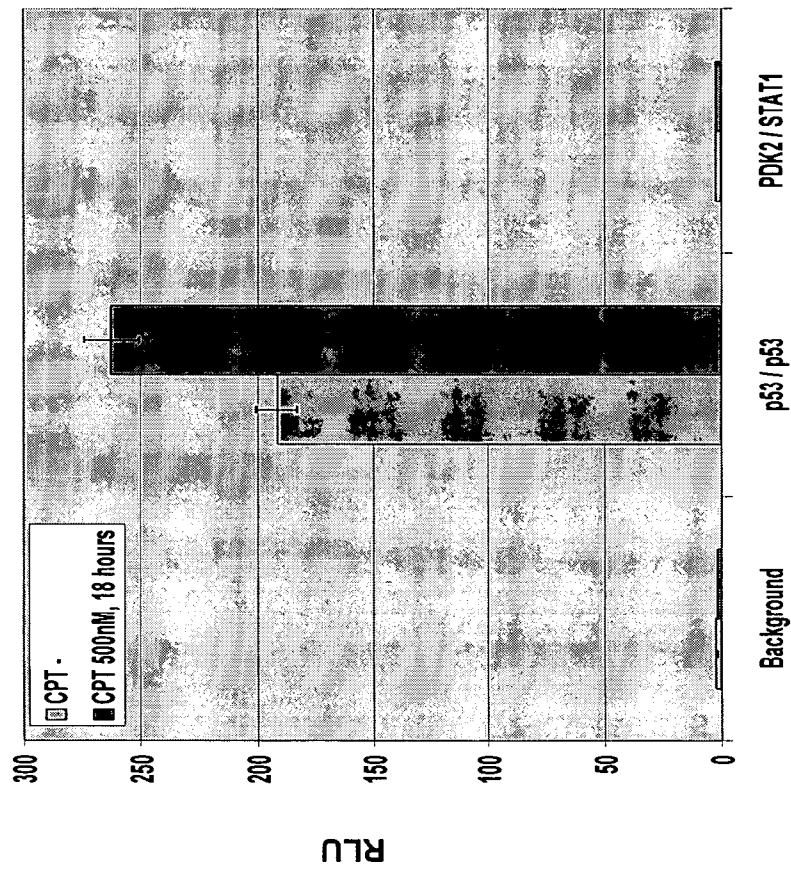 CPT -
CPT 500nM, 18 hours
300
250
200
150
100
50
0
RLU
Background
p53 / p53
PDK2 / STAT1